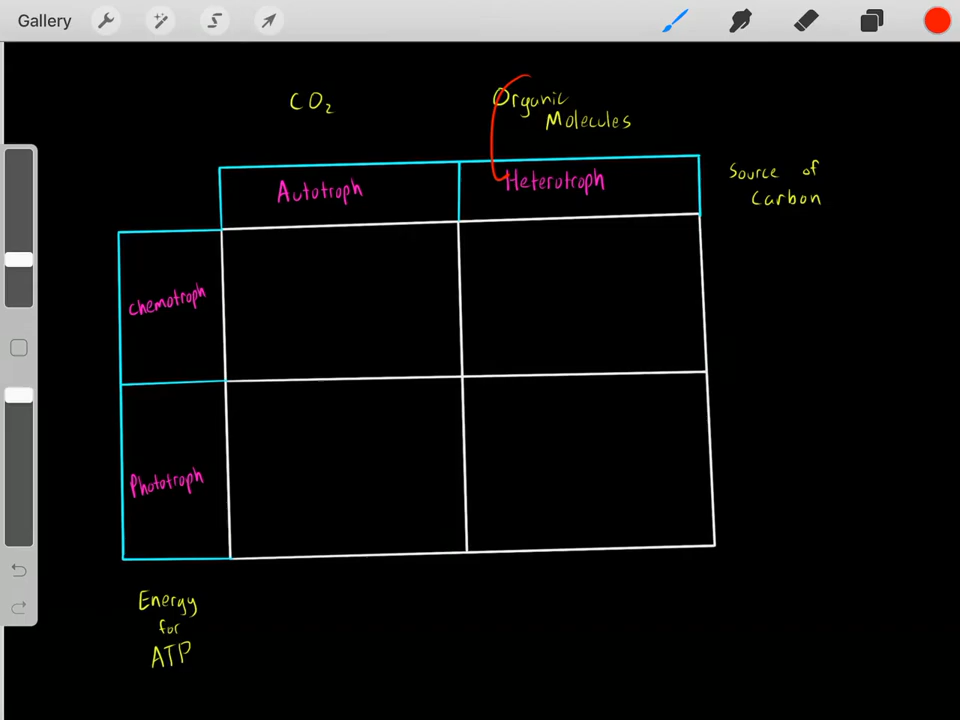 Gallery
CO₂
Organic
Molecules
Autotroph
Heterotroph
Source of
Carbon
Chemotroph
Phototroph
Energy
for
ATP